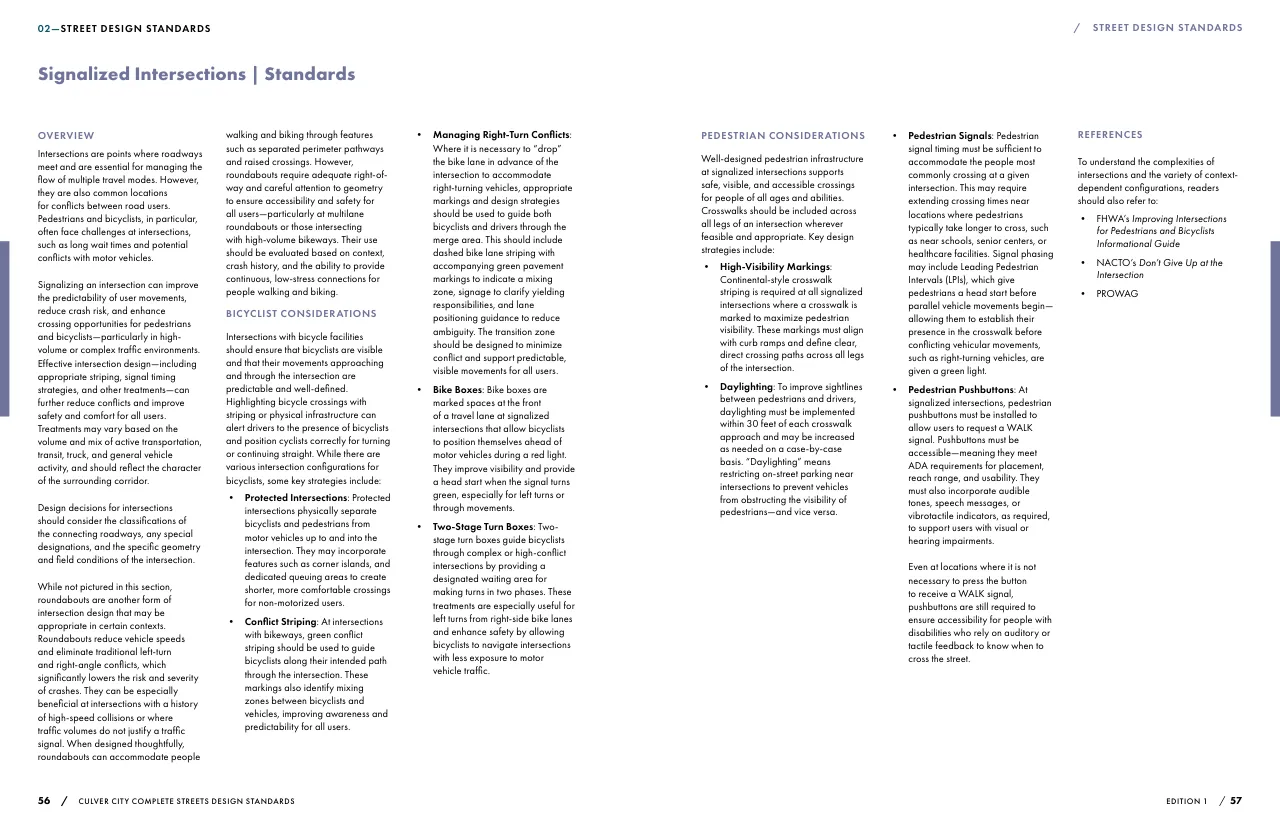 02—STREET DESIGN STANDARDS
/ STREET DESIGN STANDARDS
Signalized Intersections | Standards
OVERVIEW
Intersections are points where roadways
meet and are essential for managing the
flow of multiple travel modes. However,
they are also common locations
for conflicts between road users.
Pedestrians and bicyclists, in particular,
often face challenges at intersections,
such as long wait times and potential
conflicts with motor vehicles.
Signalizing an intersection can improve
the predictability of user movements,
reduce crash risk, and enhance
crossing opportunities for pedestrians
and bicyclists—particularly in high-
volume or complex traffic environments.
Effective intersection design—including
appropriate striping, signal timing
strategies, and other treatments—can
further reduce conflicts and improve
safety and comfort for all users.
Treatments may vary based on the
volume and mix of active transportation,
transit, truck, and general vehicle
activity, and should reflect the character
of the surrounding corridor.
Design decisions for intersections
should consider the classifications of
the connecting roadways, any special
designations, and the specific geometry
and field conditions of the intersection.
While not pictured in this section,
roundabouts are another form of
intersection design that may be
appropriate in certain contexts.
Roundabouts reduce vehicle speeds
and eliminate traditional left-turn
and right-angle conflicts, which
significantly lowers the risk and severity
of crashes. They can be especially
beneficial at intersections with a history
of high-speed collisions or where
traffic volumes do not justify a traffic
signal. When designed thoughtfully,
roundabouts can accommodate people
walking and biking through features
such as separated perimeter pathways
and raised crossings. However,
roundabouts require adequate right-of-
way and careful attention to geometry
to ensure accessibility and safety for
all users—particularly at multilane
roundabouts or those intersecting
with high-volume bikeways. Their use
should be evaluated based on context,
crash history, and the ability to provide
continuous, low-stress connections for
people walking and biking.
BICYCLIST CONSIDERATIONS
Intersections with bicycle facilities
should ensure that bicyclists are visible
and that their movements approaching
and through the intersection are
predictable and well-defined.
Highlighting bicycle crossings with
striping or physical infrastructure can
alert drivers to the presence of bicyclists
and position cyclists correctly for turning
or continuing straight. While there are
various intersection configurations for
bicyclists, some key strategies include:
• Protected Intersections: Protected
intersections physically separate
bicyclists and pedestrians from
motor vehicles up to and into the
intersection. They may incorporate
features such as corner islands, and
dedicated queuing areas to create
shorter, more comfortable crossings
for non-motorized users.
• Conflict Striping: At intersections
with bikeways, green conflict
striping should be used to guide
bicyclists along their intended path
through the intersection. These
markings also identify mixing
zones between bicyclists and
vehicles, improving awareness and
predictability for all users.
• Managing Right-Turn Conflicts:
Where it is necessary to “drop”
the bike lane in advance of the
intersection to accommodate
right-turning vehicles, appropriate
markings and design strategies
should be used to guide both
bicyclists and drivers through the
merge area. This should include
dashed bike lane striping with
accompanying green pavement
markings to indicate a mixing
zone, signage to clarify yielding
responsibilities, and lane
positioning guidance to reduce
ambiguity. The transition zone
should be designed to minimize
conflict and support predictable,
visible movements for all users.
• Bike Boxes: Bike boxes are
marked spaces at the front
of a travel lane at signalized
intersections that allow bicyclists
to position themselves ahead of
motor vehicles during a red light.
They improve visibility and provide
a head start when the signal turns
green, especially for left turns or
through movements.
• Two-Stage Turn Boxes: Two-
stage turn boxes guide bicyclists
through complex or high-conflict
intersections by providing a
designated waiting area for
making turns in two phases. These
treatments are especially useful for
left turns from right-side bike lanes
and enhance safety by allowing
bicyclists to navigate intersections
with less exposure to motor
vehicle traffic.
PEDESTRIAN CONSIDERATIONS
Well-designed pedestrian infrastructure
at signalized intersections supports
safe, visible, and accessible crossings
for people of all ages and abilities.
Crosswalks should be included across
all legs of an intersection wherever
feasible and appropriate. Key design
strategies include:
• High-Visibility Markings:
Continental-style crosswalk
striping is required at all signalized
intersections where a crosswalk is
marked to maximize pedestrian
visibility. These markings must align
with curb ramps and define clear,
direct crossing paths across all legs
of the intersection.
• Daylighting: To improve sightlines
between pedestrians and drivers,
daylighting must be implemented
within 30 feet of each crosswalk
approach and may be increased
as needed on a case-by-case
basis. “Daylighting” means
restricting on-street parking near
intersections to prevent vehicles
from obstructing the visibility of
pedestrians—and vice versa.
• Pedestrian Signals: Pedestrian
signal timing must be sufficient to
accommodate the people most
commonly crossing at a given
intersection. This may require
extending crossing times near
locations where pedestrians
typically take longer to cross, such
as near schools, senior centers, or
healthcare facilities. Signal phasing
may include Leading Pedestrian
Intervals (LPIs), which give
pedestrians a head start before
parallel vehicle movements begin—
allowing them to establish their
presence in the crosswalk before
conflicting vehicular movements,
such as right-turning vehicles, are
given a green light.
• Pedestrian Pushbuttons: At
signalized intersections, pedestrian
pushbuttons must be installed to
allow users to request a WALK
signal. Pushbuttons must be
accessible—meaning they meet
ADA requirements for placement,
reach range, and usability. They
must also incorporate audible
tones, speech messages, or
vibrotactile indicators, as required,
to support users with visual or
hearing impairments.
Even at locations where it is not
necessary to press the button
to receive a WALK signal,
pushbuttons are still required to
ensure accessibility for people with
disabilities who rely on auditory or
tactile feedback to know when to
cross the street.
REFERENCES
To understand the complexities of
intersections and the variety of context-
dependent configurations, readers
should also refer to:
• FHWA’s Improving Intersections
for Pedestrians and Bicyclists
Informational Guide
• NACTO’s Don’t Give Up at the
Intersection
• PROWAG
56 / CULVER CITY COMPLETE STREETS DESIGN STANDARDS
EDITION 1 / 57